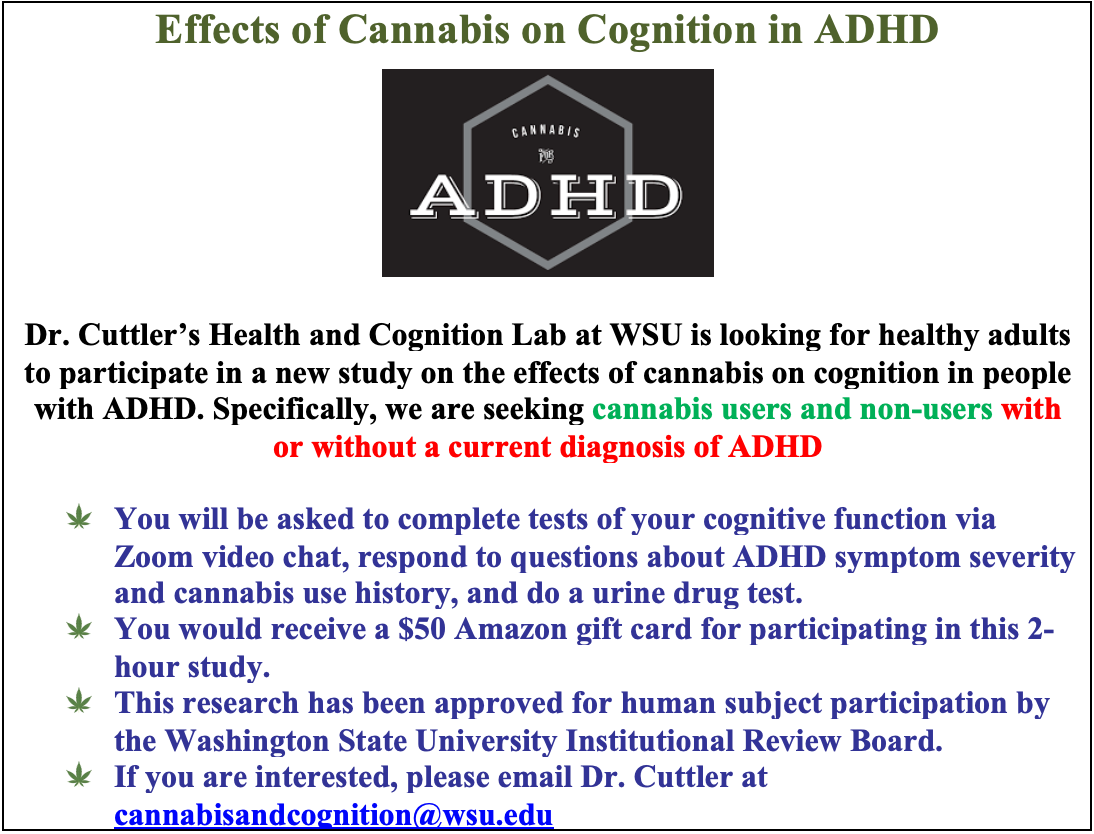 Effects of Cannabis on Cognition in ADHD
CANNABIS
FOR
ADHD
Dr. Cuttler’s Health and Cognition Lab at WSU is looking for healthy adults
to participate in a new study on the effects of cannabis on cognition in people
with ADHD. Specifically, we are seeking cannabis users and non-users with
or without a current diagnosis of ADHD
You will be asked to complete tests of your cognitive function via
Zoom video chat, respond to questions about ADHD symptom severity
and cannabis use history, and do a urine drug test.
You would receive a $50 Amazon gift card for participating in this 2-
hour study.
This research has been approved for human subject participation by
the Washington State University Institutional Review Board.
If you are interested, please email Dr. Cuttler at
cannabisandcognition@wsu.edu